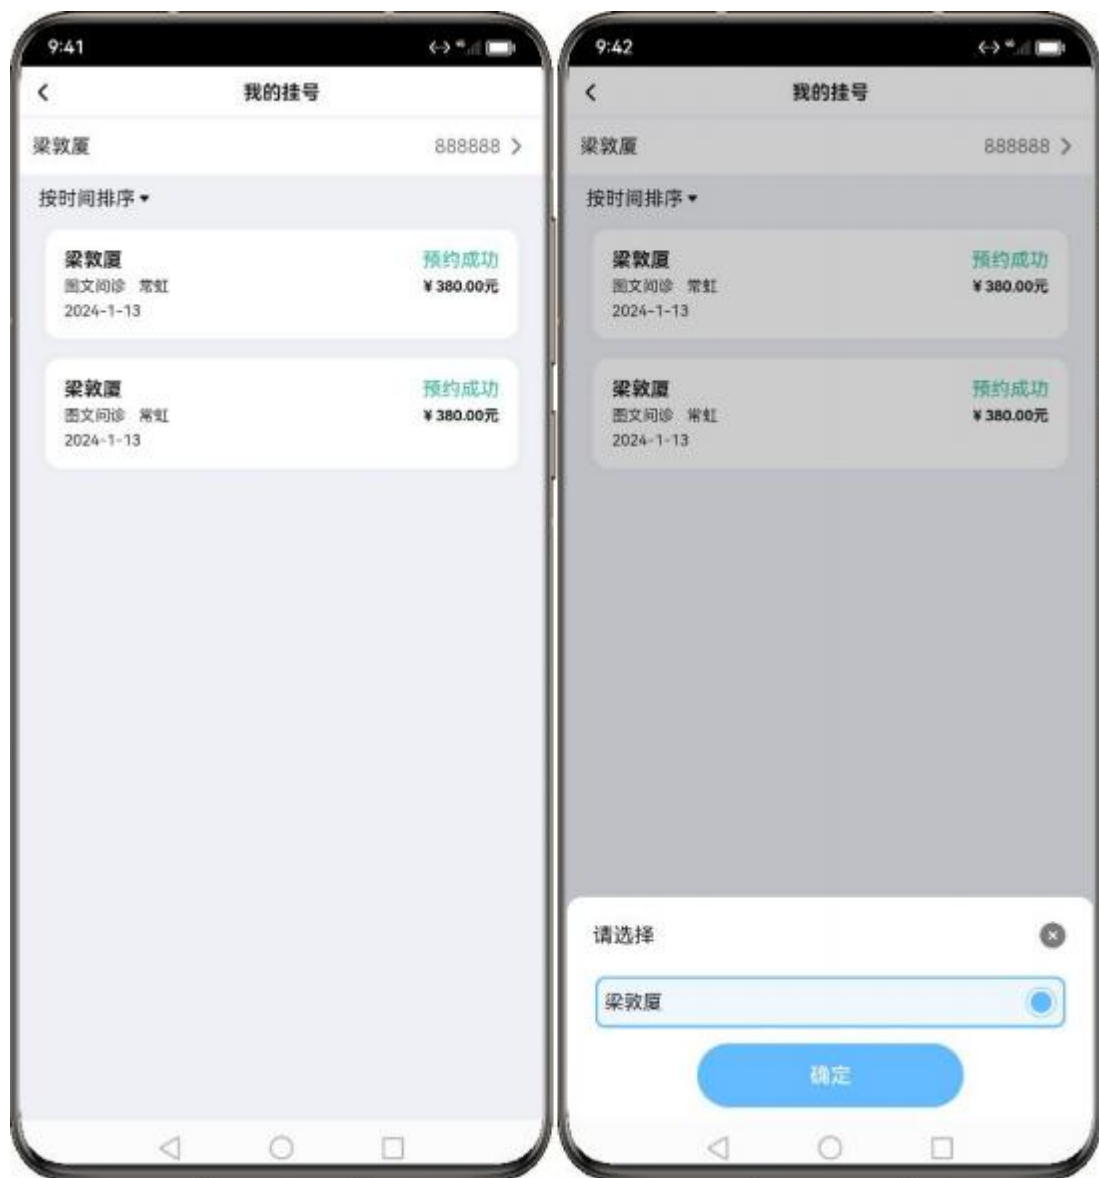 9:41
我的挂号
梁敦厦
888888
按时间排序
梁敦厦
预约成功
图文问诊 常虹
¥380.00元
2024-1-13
梁敦厦
预约成功
图文问诊 常虹
¥380.00元
2024-1-13
9:42
我的挂号
梁敦厦
888888
按时间排序
梁敦厦
预约成功
图文问诊 常虹
¥380.00元
2024-1-13
梁敦厦
预约成功
图文问诊 常虹
¥380.00元
2024-1-13
请选择
梁敦厦
确定